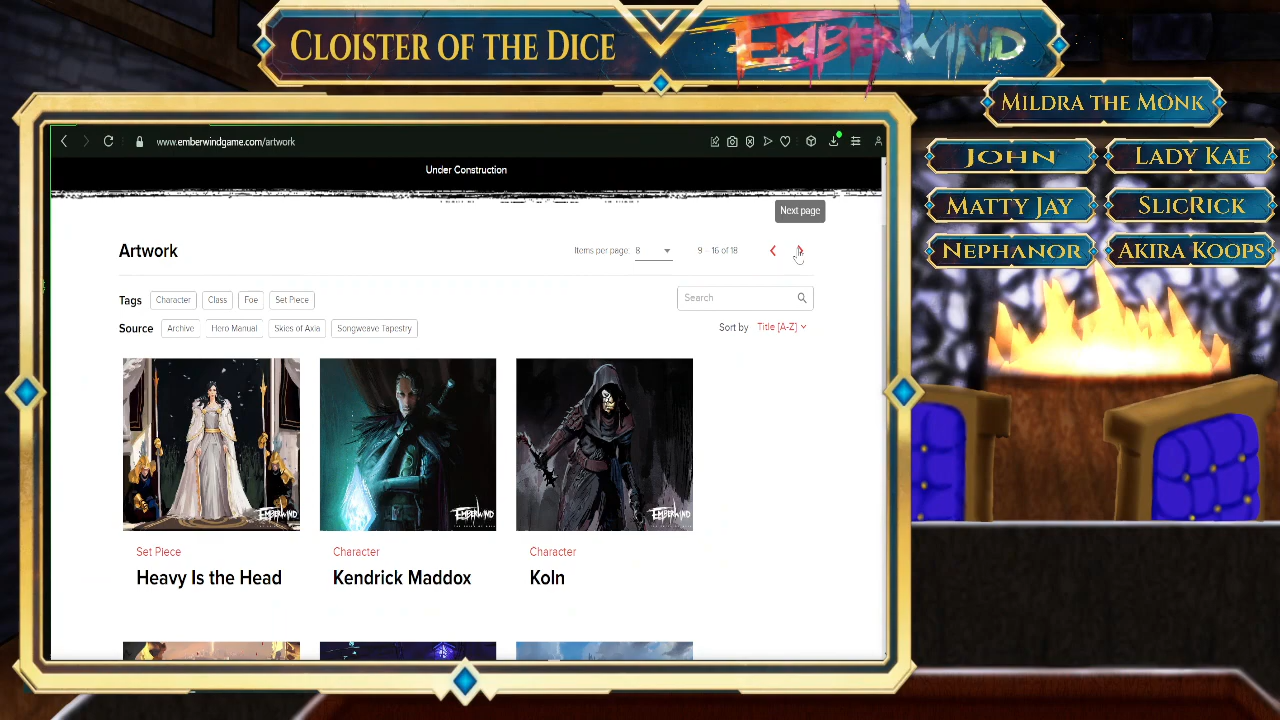 CLOISTER OF THE DICE
EMBERWIND
MILDRA THE MONK
JOHN
LADY KAE
MATTY JAY
SLICRICK
NEPHANOR
AKIRA KOOPS
www.emberwindgame.com/artwork
Under Construction
Next page
Artwork
Items per page: 8
9 – 16 of 18
Tags Character Class Foe Set Piece
Search
Source Archive Hero Manual Skies of Axia Songweave Tapestry
Sort by Title [A-Z]
EMBERWIND
EMBERWIND
EMBERWIND
Set Piece
Heavy Is the Head
Character
Kendrick Maddox
Character
Koln